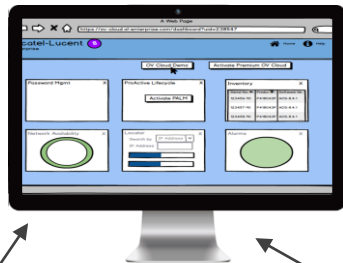 A Web Page
https://ov-cloud.al-enterprise.com/dashboard?uid=239847
catel-Lucent
erprise
Home
Help
OV Cloud Demo
Activate Premium OV Cloud
Password Mgmt X
ProActive Lifecycle X
Inventory X
Activate PALM
Network Availability X
Locator X
Alarms X
Search by IP Address
IP Address